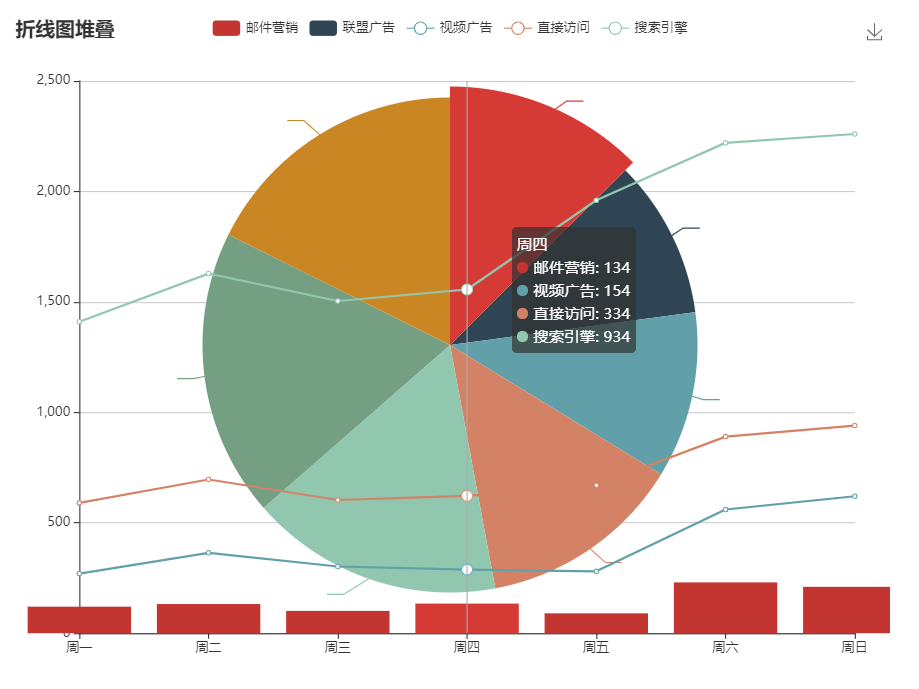 折线图堆叠
邮件营销 联盟广告 视频广告 直接访问 搜索引擎
2,500
2,000
1,500
1,000
500
0
周四
邮件营销: 134
视频广告: 154
直接访问: 334
搜索引擎: 934
周一 周二 周三 周四 周五 周六 周日